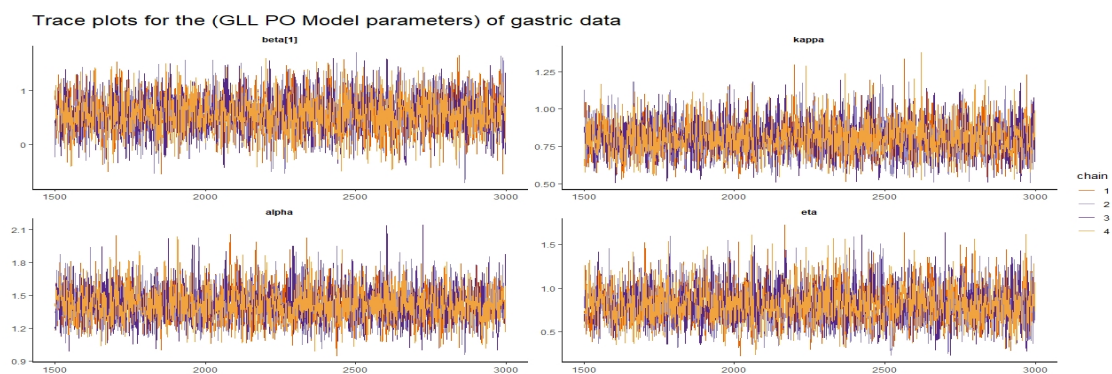 Trace plots for the (GLL PO Model parameters) of gastric data
beta[1]
1
0
1500 2000 2500 3000
kappa
1.25
1.00
0.75
0.50
1500 2000 2500 3000
alpha
2.1
1.8
1.5
1.2
0.9
1500 2000 2500 3000
eta
1.5
1.0
0.5
1500 2000 2500 3000
chain
1
2
3
4